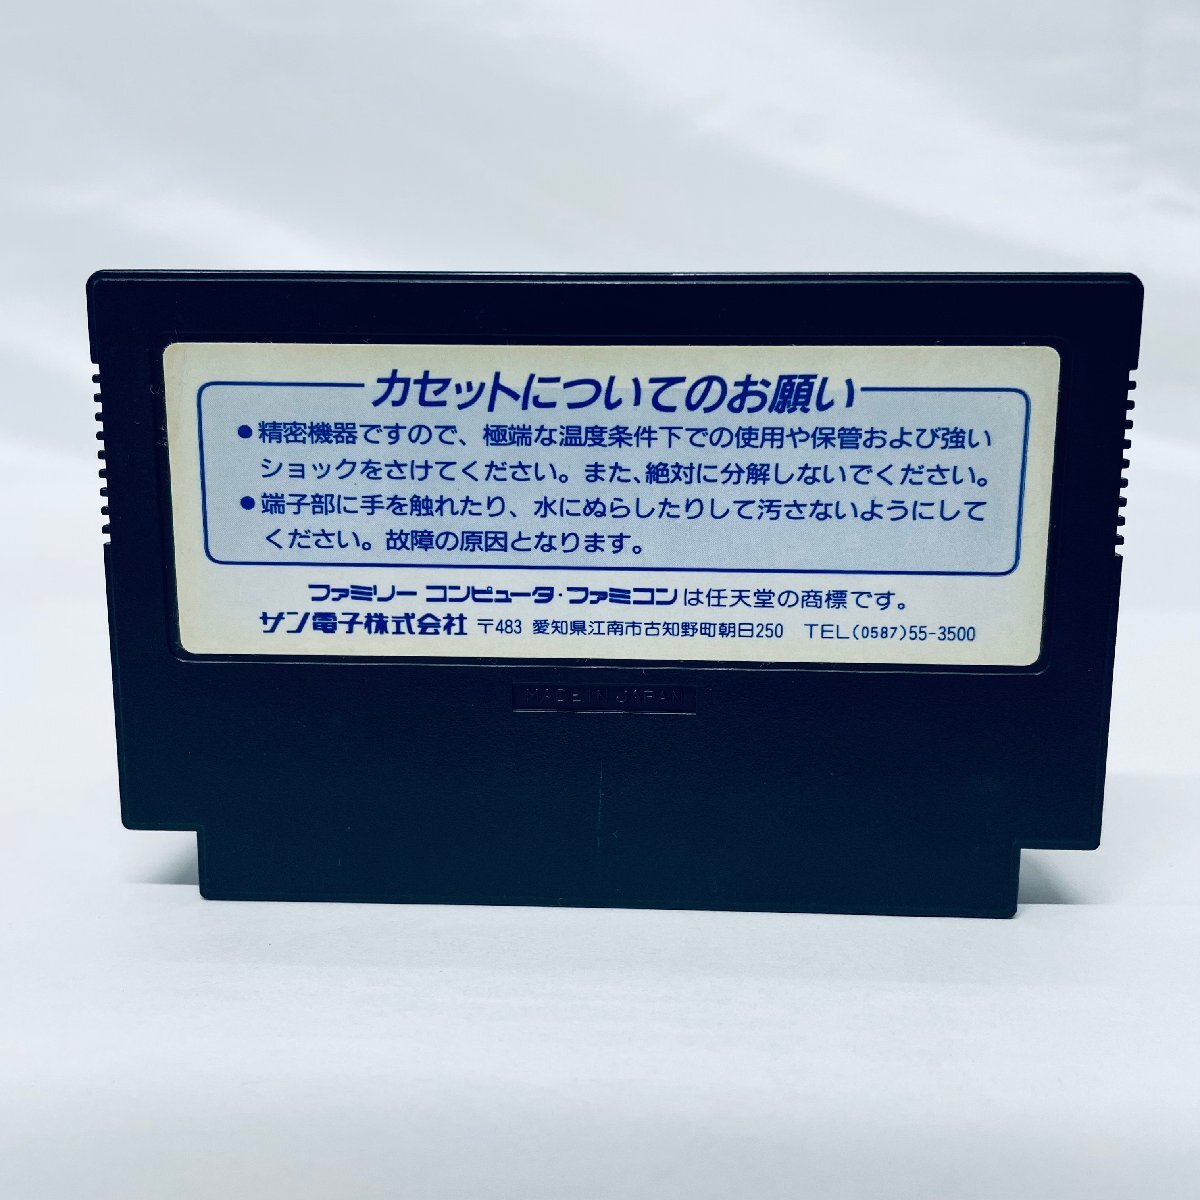 カセットについてのお願い
●精密機器ですので、極端な温度条件下での使用や保管および強い
ショックをさけてください。また、絶対に分解しないでください。
●端子部に手を触れたり、水にぬらしたりして汚さないようにして
ください。故障の原因となります。
ファミリー コンピュータ・ファミコンは任天堂の商標です。
サン電子株式会社 〒483 愛知県江南市古知野町朝日250 TEL(0587)55-3500
MADE IN JAPAN